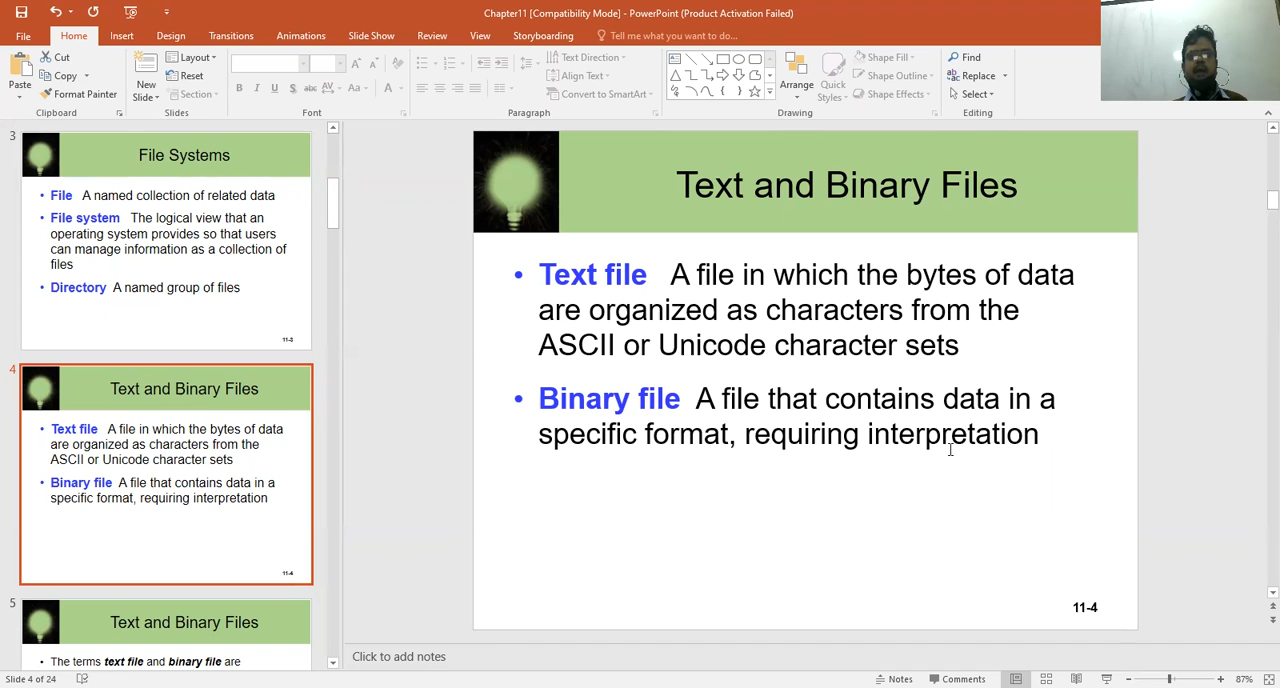 Chapter11 [Compatibility Mode] - PowerPoint (Product Activation Failed)
File Home Insert Design Transitions Animations Slide Show Review View Storyboarding Tell me what you want to do...
Paste
Cut
Copy
Format Painter
Clipboard
New
Slide
Layout
Reset
Section
Slides
B I U S abc AV Aa A
Font
Text Direction
Align Text
Convert to SmartArt
Paragraph
Arrange
Quick
Styles
Shape Fill
Shape Outline
Shape Effects
Drawing
Find
Replace
Select
Editing
3
File Systems
• File A named collection of related data
• File system The logical view that an
operating system provides so that users
can manage information as a collection of
files
• Directory A named group of files
11-3
4
Text and Binary Files
• Text file A file in which the bytes of data
are organized as characters from the
ASCII or Unicode character sets
• Binary file A file that contains data in a
specific format, requiring interpretation
11-4
5
Text and Binary Files
• The terms text file and binary file are
Text and Binary Files
• Text file A file in which the bytes of data
are organized as characters from the
ASCII or Unicode character sets
• Binary file A file that contains data in a
specific format, requiring interpretation
11-4
Click to add notes
Slide 4 of 24
Notes
Comments
87%